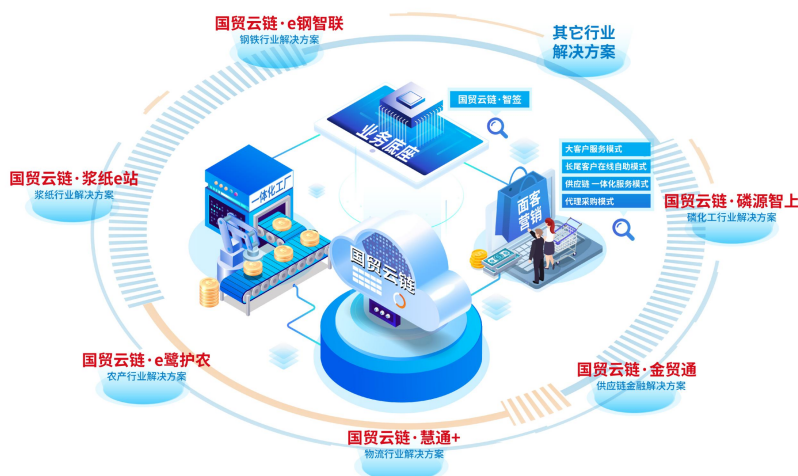 国贸云链·e钢智联
钢铁行业解决方案
其它行业
解决方案
国贸云链·智签
业务底座
大客户服务模式
长尾客户在线自助模式
供应链 一体化服务模式
代理采购模式
一体化工厂
面客
营销
国贸云链·浆纸e站
浆纸行业解决方案
国贸云链·磷源智上
磷化工行业解决方案
国贸云链
国贸云链·e鹭护农
农产行业解决方案
国贸云链·金贸通
供应链金融解决方案
国贸云链·慧通+
物流行业解决方案